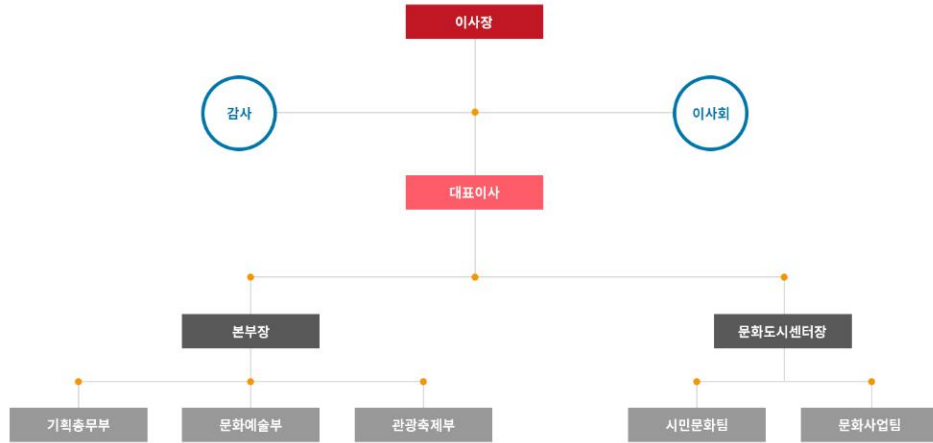 이사장
감사
이사회
대표이사
본부장
문화도시센터장
기획총무부
문화예술부
관광축제부
시민문화팀
문화사업팀